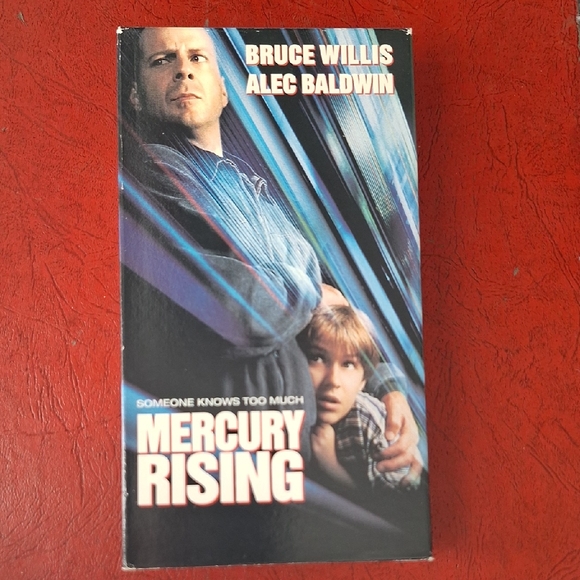 BRUCE WILLIS
ALEC BALDWIN
SOMEONE KNOWS TOO MUCH
MERCURY
RISING